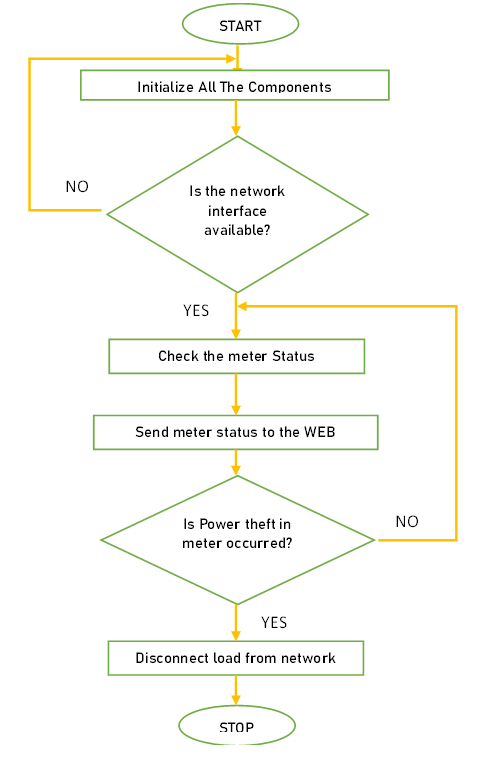 START
Initialize All The Components
NO
Is the network
interface
available?
YES
Check the meter Status
Send meter status to the WEB
Is Power theft in
meter occurred?
NO
YES
Disconnect load from network
STOP